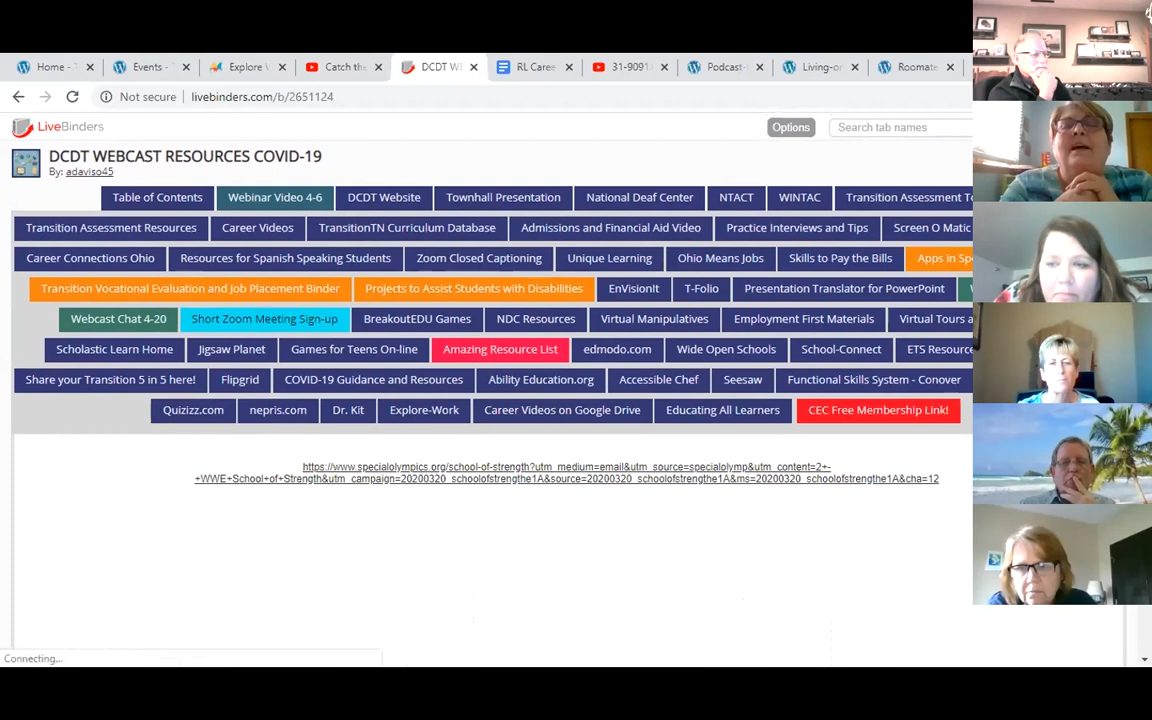 Home - T
Events - T
Explore V
Catch the
DCDT WE
RL Caree
31-9091
Podcast-
Living-or
Roomate
Not secure
livebinders.com/b/2651124
LiveBinders
Options
Search tab names
DCDT WEBCAST RESOURCES COVID-19
By: adaviso45
Table of Contents
Webinar Video 4-6
DCDT Website
Townhall Presentation
National Deaf Center
NTACT
WINTAC
Transition Assessment To
Transition Assessment Resources
Career Videos
TransitionTN Curriculum Database
Admissions and Financial Aid Video
Practice Interviews and Tips
Screen O Matic
Career Connections Ohio
Resources for Spanish Speaking Students
Zoom Closed Captioning
Unique Learning
Ohio Means Jobs
Skills to Pay the Bills
Apps in Spe
Transition Vocational Evaluation and Job Placement Binder
Projects to Assist Students with Disabilities
EnVisionIt
T-Folio
Presentation Translator for PowerPoint
Webcast Chat 4-20
Short Zoom Meeting Sign-up
BreakoutEDU Games
NDC Resources
Virtual Manipulatives
Employment First Materials
Virtual Tours a
Scholastic Learn Home
Jigsaw Planet
Games for Teens On-line
Amazing Resource List
edmodo.com
Wide Open Schools
School-Connect
ETS Resourc
Share your Transition 5 in 5 here!
Flipgrid
COVID-19 Guidance and Resources
Ability Education.org
Accessible Chef
Seesaw
Functional Skills System - Conover
Quizizz.com
nepris.com
Dr. Kit
Explore-Work
Career Videos on Google Drive
Educating All Learners
CEC Free Membership Link!
https://www.specialolympics.org/school-of-strength?utm_medium=email&utm_source=specialolymp&utm_content=2+-
+WWE+School+of+Strength&utm_campaign=20200320_schoolofstrengthe1A&source=20200320_schoolofstrengthe1A&ms=20200320_schoolofstrengthe1A&cha=12
Connecting...